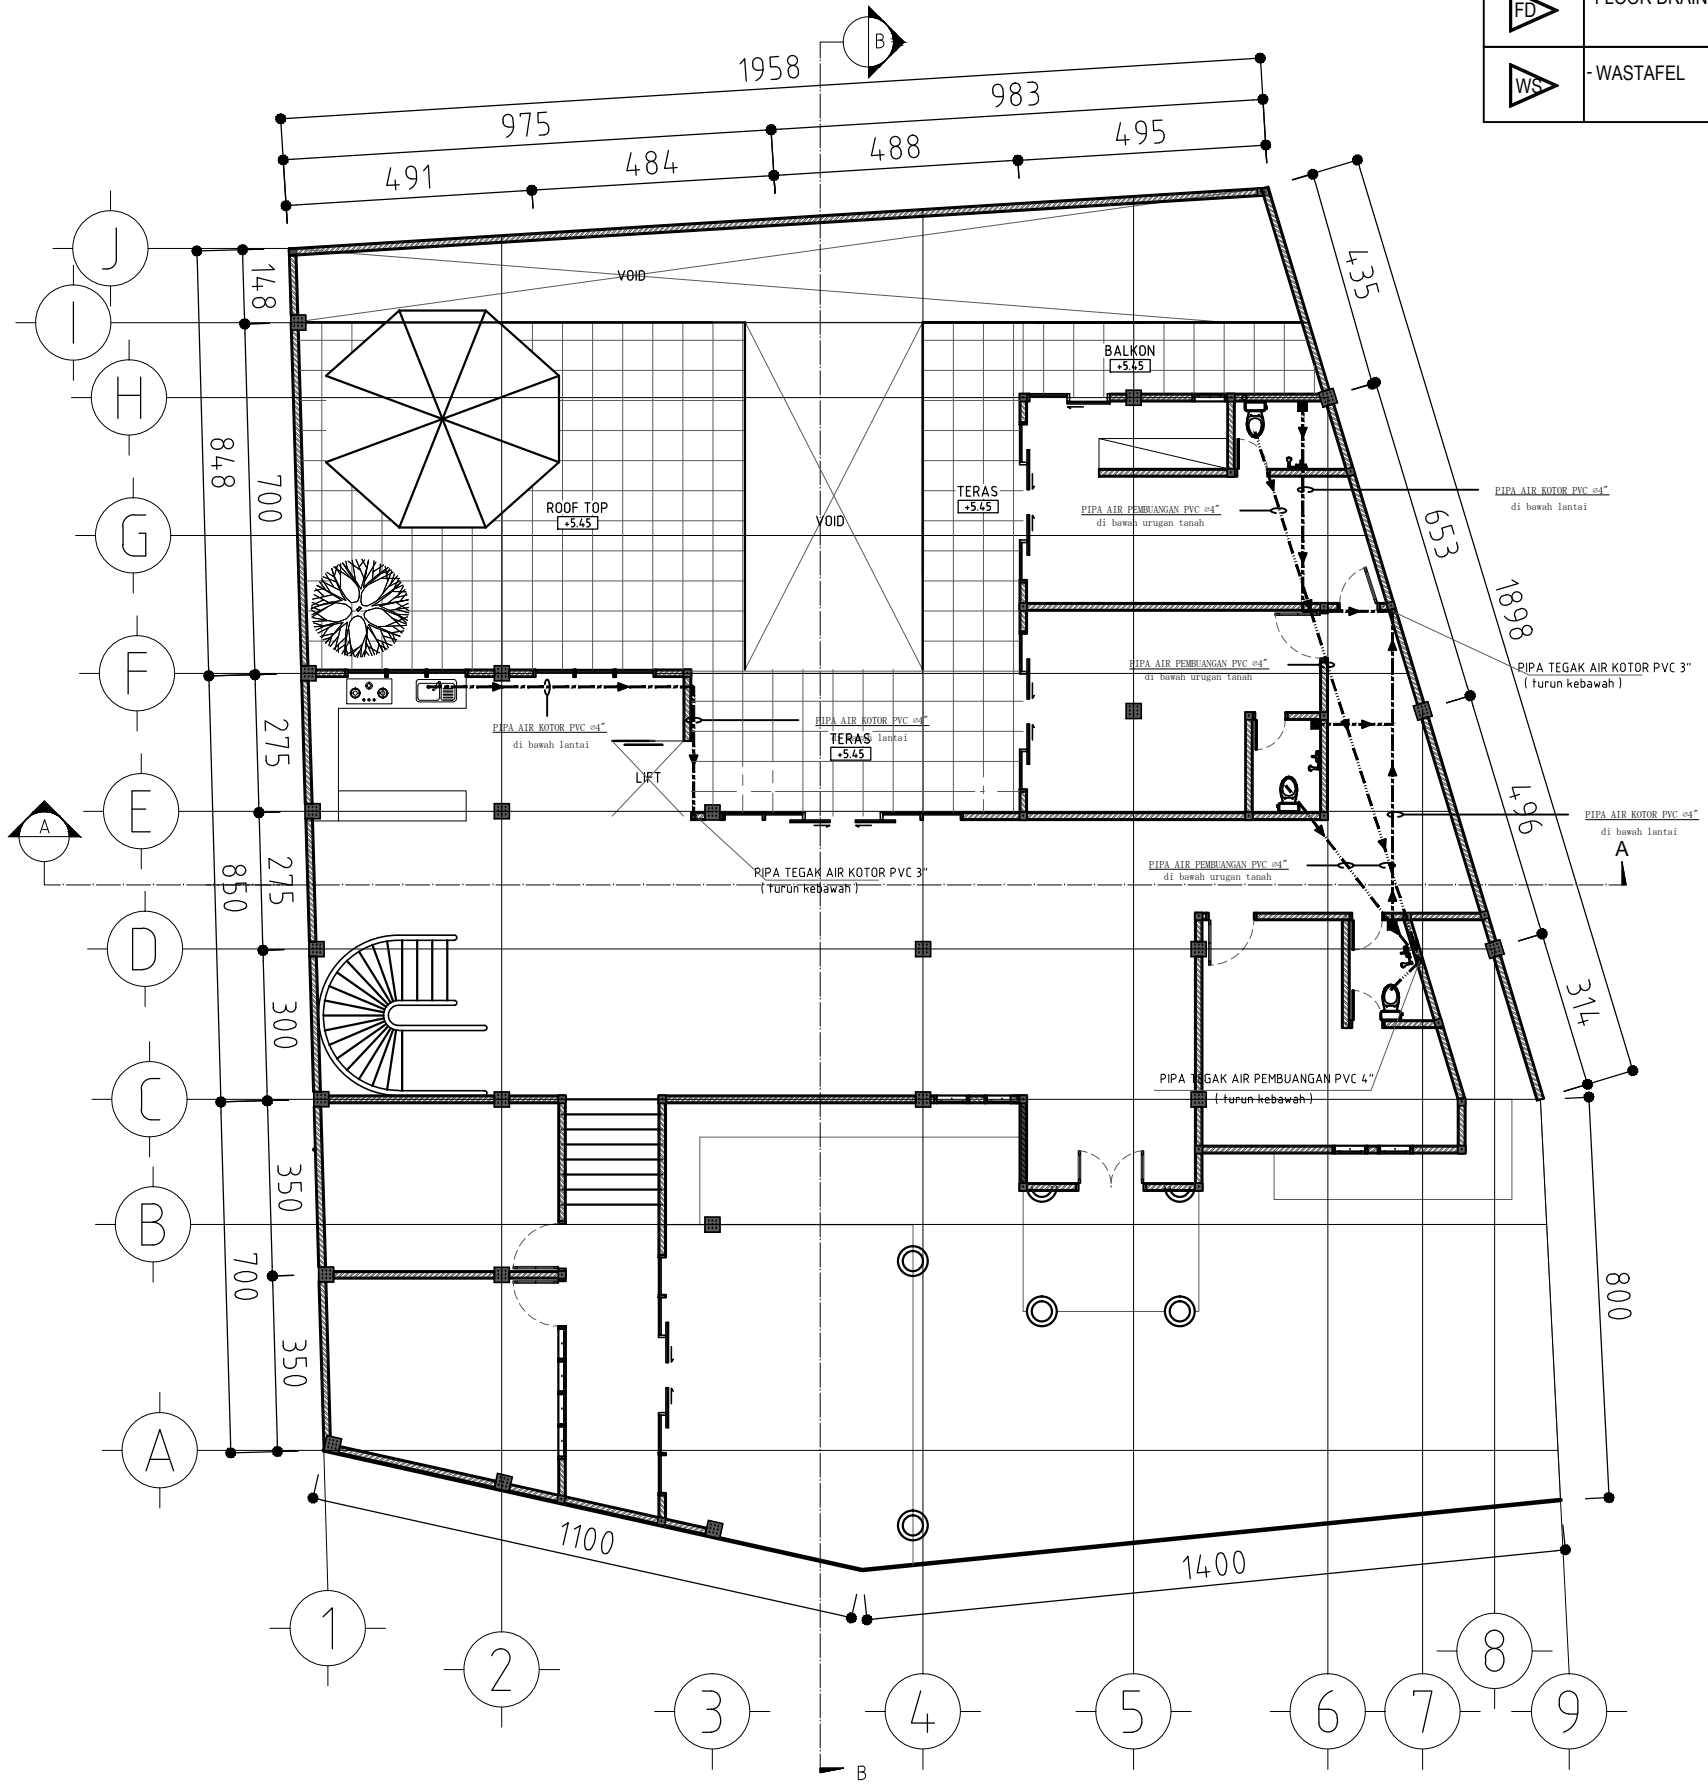 FD
WS
- WASTAFEL
B
1958
975
983
491
484
488
495
J
I
H
G
F
E
D
C
B
A
148
848
700
275
850
275
300
350
700
350
435
653
1898
496
314
800
VOID
BALKON
+5.45
ROOF TOP
+5.45
TERAS
+5.45
VOID
PIPA AIR PEMBUANGAN PVC ⌀4"
di bawah urugan tanah
PIPA AIR KOTOR PVC ⌀4"
di bawah lantai
PIPA AIR PEMBUANGAN PVC ⌀4"
di bawah urugan tanah
PIPA TEGAK AIR KOTOR PVC 3"
( turun kebawah )
PIPA AIR KOTOR PVC ⌀4"
di bawah lantai
PIPA AIR KOTOR PVC ⌀4"
di bawah lantai
TERAS
+5.45
LIFT
PIPA AIR KOTOR PVC ⌀4"
di bawah lantai
A
A
PIPA AIR PEMBUANGAN PVC ⌀4"
di bawah urugan tanah
PIPA TEGAK AIR KOTOR PVC 3"
( turun kebawah )
PIPA TEGAK AIR PEMBUANGAN PVC 4"
( turun kebawah )
1100
1400
1
2
3
4
5
6
7
8
9
B